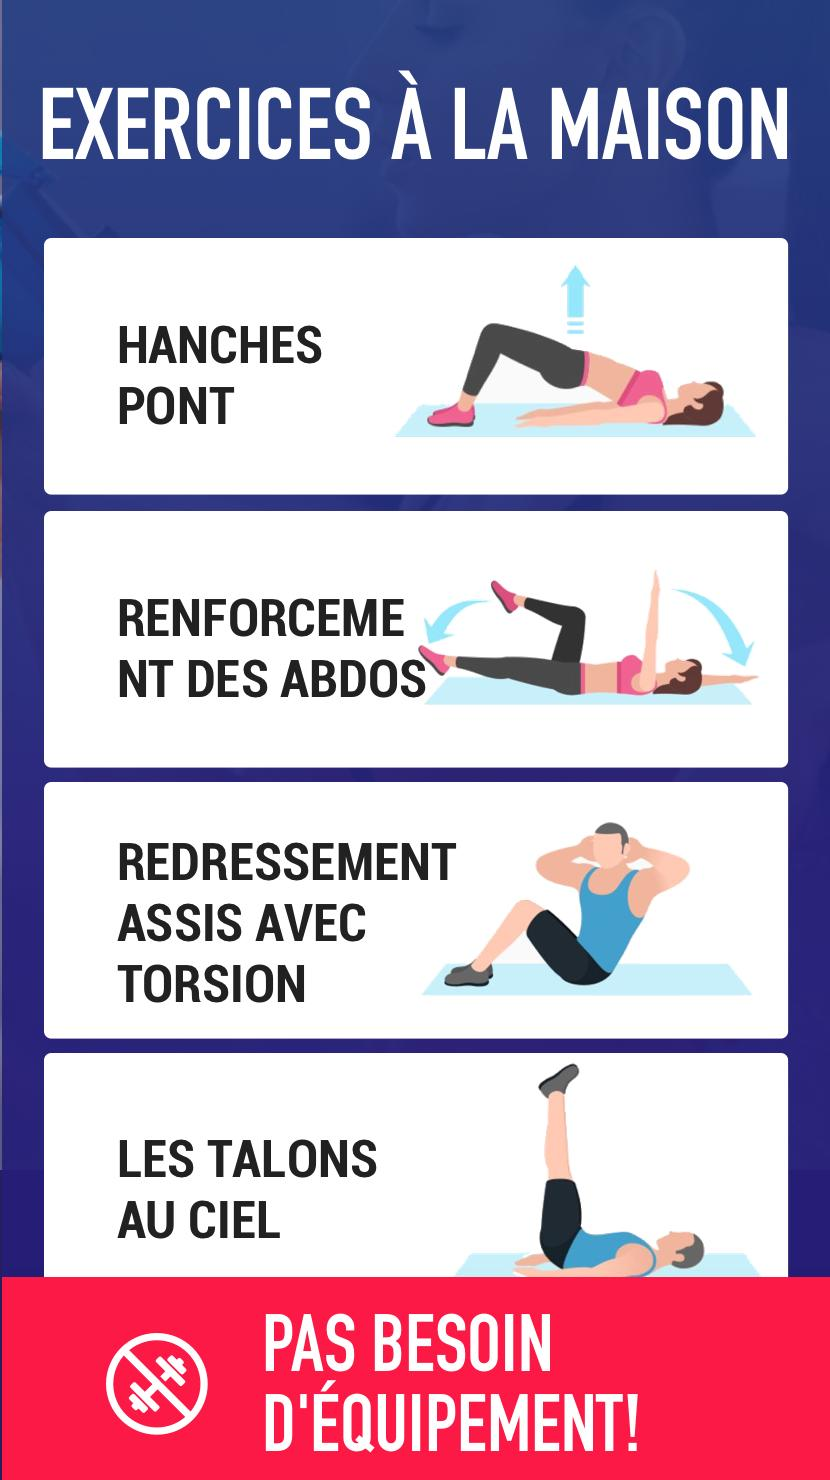 EXERCICES À LA MAISON
HANCHES
PONT
RENFORCEME
NT DES ABDOS
REDRESSEMENT
ASSIS AVEC
TORSION
LES TALONS
AU CIEL
PAS BESOIN
D'ÉQUIPEMENT!